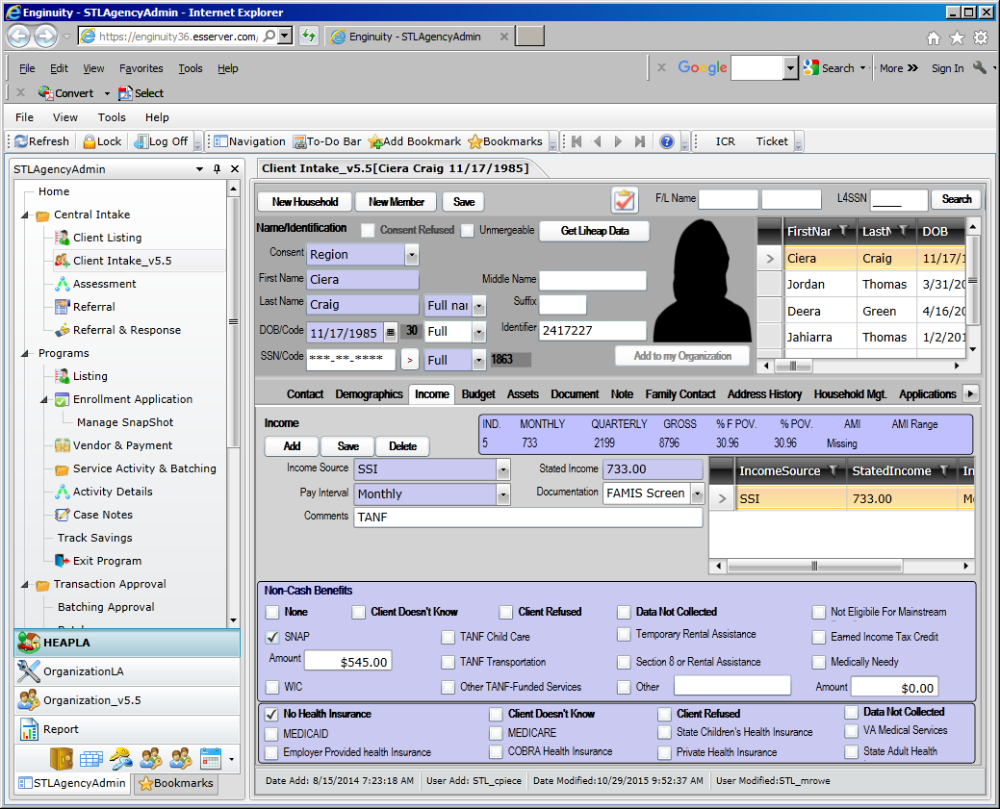 Enginuity - STLAgencyAdmin - Internet Explorer
https://enginuity36.esserver.com/
Enginuity - STLAgencyAdmin
File Edit View Favorites Tools Help
Google Search More >> Sign In
Convert Select
File View Tools Help
Refresh Lock Log Off Navigation To-Do Bar Add Bookmark Bookmarks ICR Ticket
STLAgencyAdmin
Home
Central Intake
Client Listing
Client Intake_v5.5
Assessment
Referral
Referral & Response
Programs
Listing
Enrollment Application
Manage SnapShot
Vendor & Payment
Service Activity & Batching
Activity Details
Case Notes
Track Savings
Exit Program
Transaction Approval
Batching Approval
HEAPLA
OrganizationLA
Organization_v5.5
Report
STLAgencyAdmin Bookmarks
Client Intake_v5.5[Ciera Craig 11/17/1985]
New Household New Member Save F/L Name L4SSN ____ Search
Name/Identification Consent Refused Unmergeable Get Liheap Data
Consent Region
First Name Ciera Middle Name
Last Name Craig Full nar Suffix
DOB/Code 11/17/1985 30 Full Identifier 2417227
SSN/Code ***-**-**** > Full 1863 Add to my Organization
FirstNar LastN DOB
Ciera Craig 11/17/1
Jordan Thomas 3/31/20
Deera Green 4/16/20
Jahiarra Thomas 1/2/201
Contact Demographics Income Budget Assets Document Note Family Contact Address History Household Mgt. Applications
Income
Add Save Delete
IND. MONTHLY QUARTERLY GROSS % F POV. % POV. AMI AMI Range
5 733 2199 8796 30.96 30.96 Missing
Income Source SSI Stated Income 733.00
Pay Interval Monthly Documentation FAMIS Screen
Comments TANF
IncomeSource StatedIncome In
SSI 733.00 M
Non-Cash Benefits
None Client Doesn't Know Client Refused Data Not Collected Not Eligibile For Mainstream
SNAP TANF Child Care Temporary Rental Assistance Earned Income Tax Credit
Amount $545.00 TANF Transportation Section 8 or Rental Assistance Medically Needy
WIC Other TANF-Funded Services Other Amount $0.00
No Health Insurance Client Doesn't Know Client Refused Data Not Collected
MEDICAID MEDICARE State Children's Health Insurance VA Medical Services
Employer Provided health Insurance COBRA Health Insurance Private Health Insurance State Adult Health
Date Add: 8/15/2014 7:23:18 AM User Add: STL_cpiece Date Modified:10/29/2015 9:52:37 AM User Modified:STL_mrowe